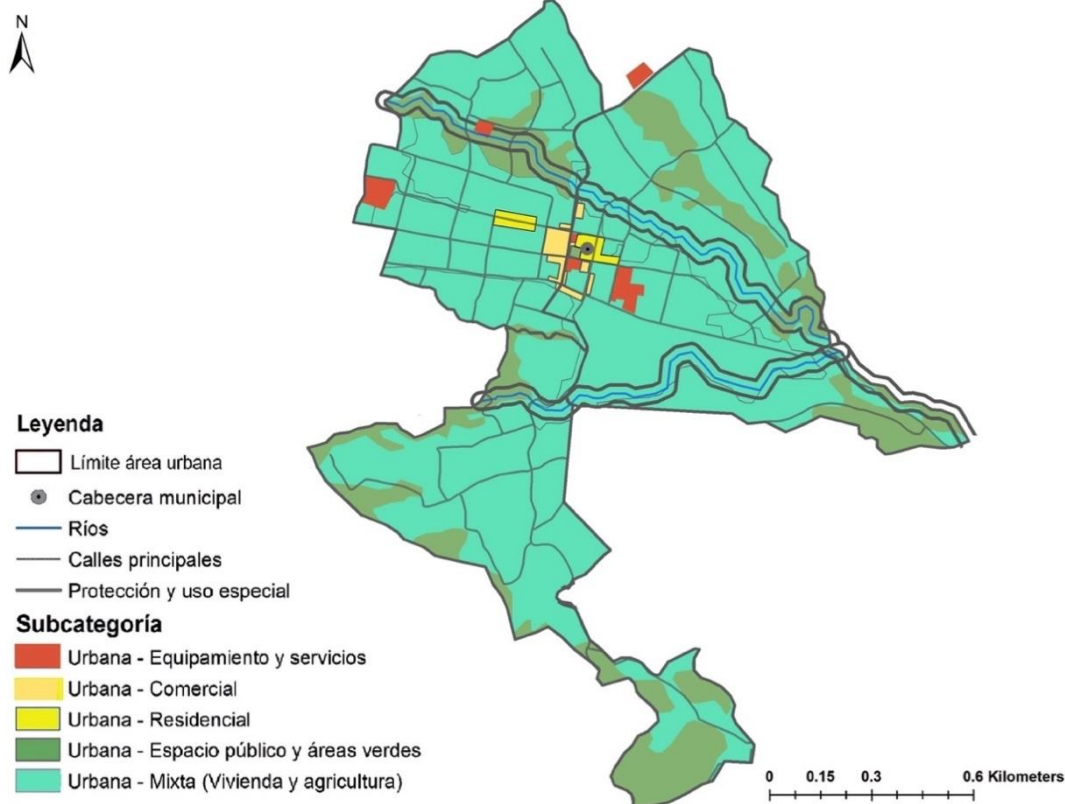 N
Leyenda
Límite área urbana
Cabecera municipal
Ríos
Calles principales
Protección y uso especial
Subcategoría
Urbana - Equipamiento y servicios
Urbana - Comercial
Urbana - Residencial
Urbana - Espacio público y áreas verdes
Urbana - Mixta (Vivienda y agricultura)
0 0.15 0.3 0.6 Kilometers